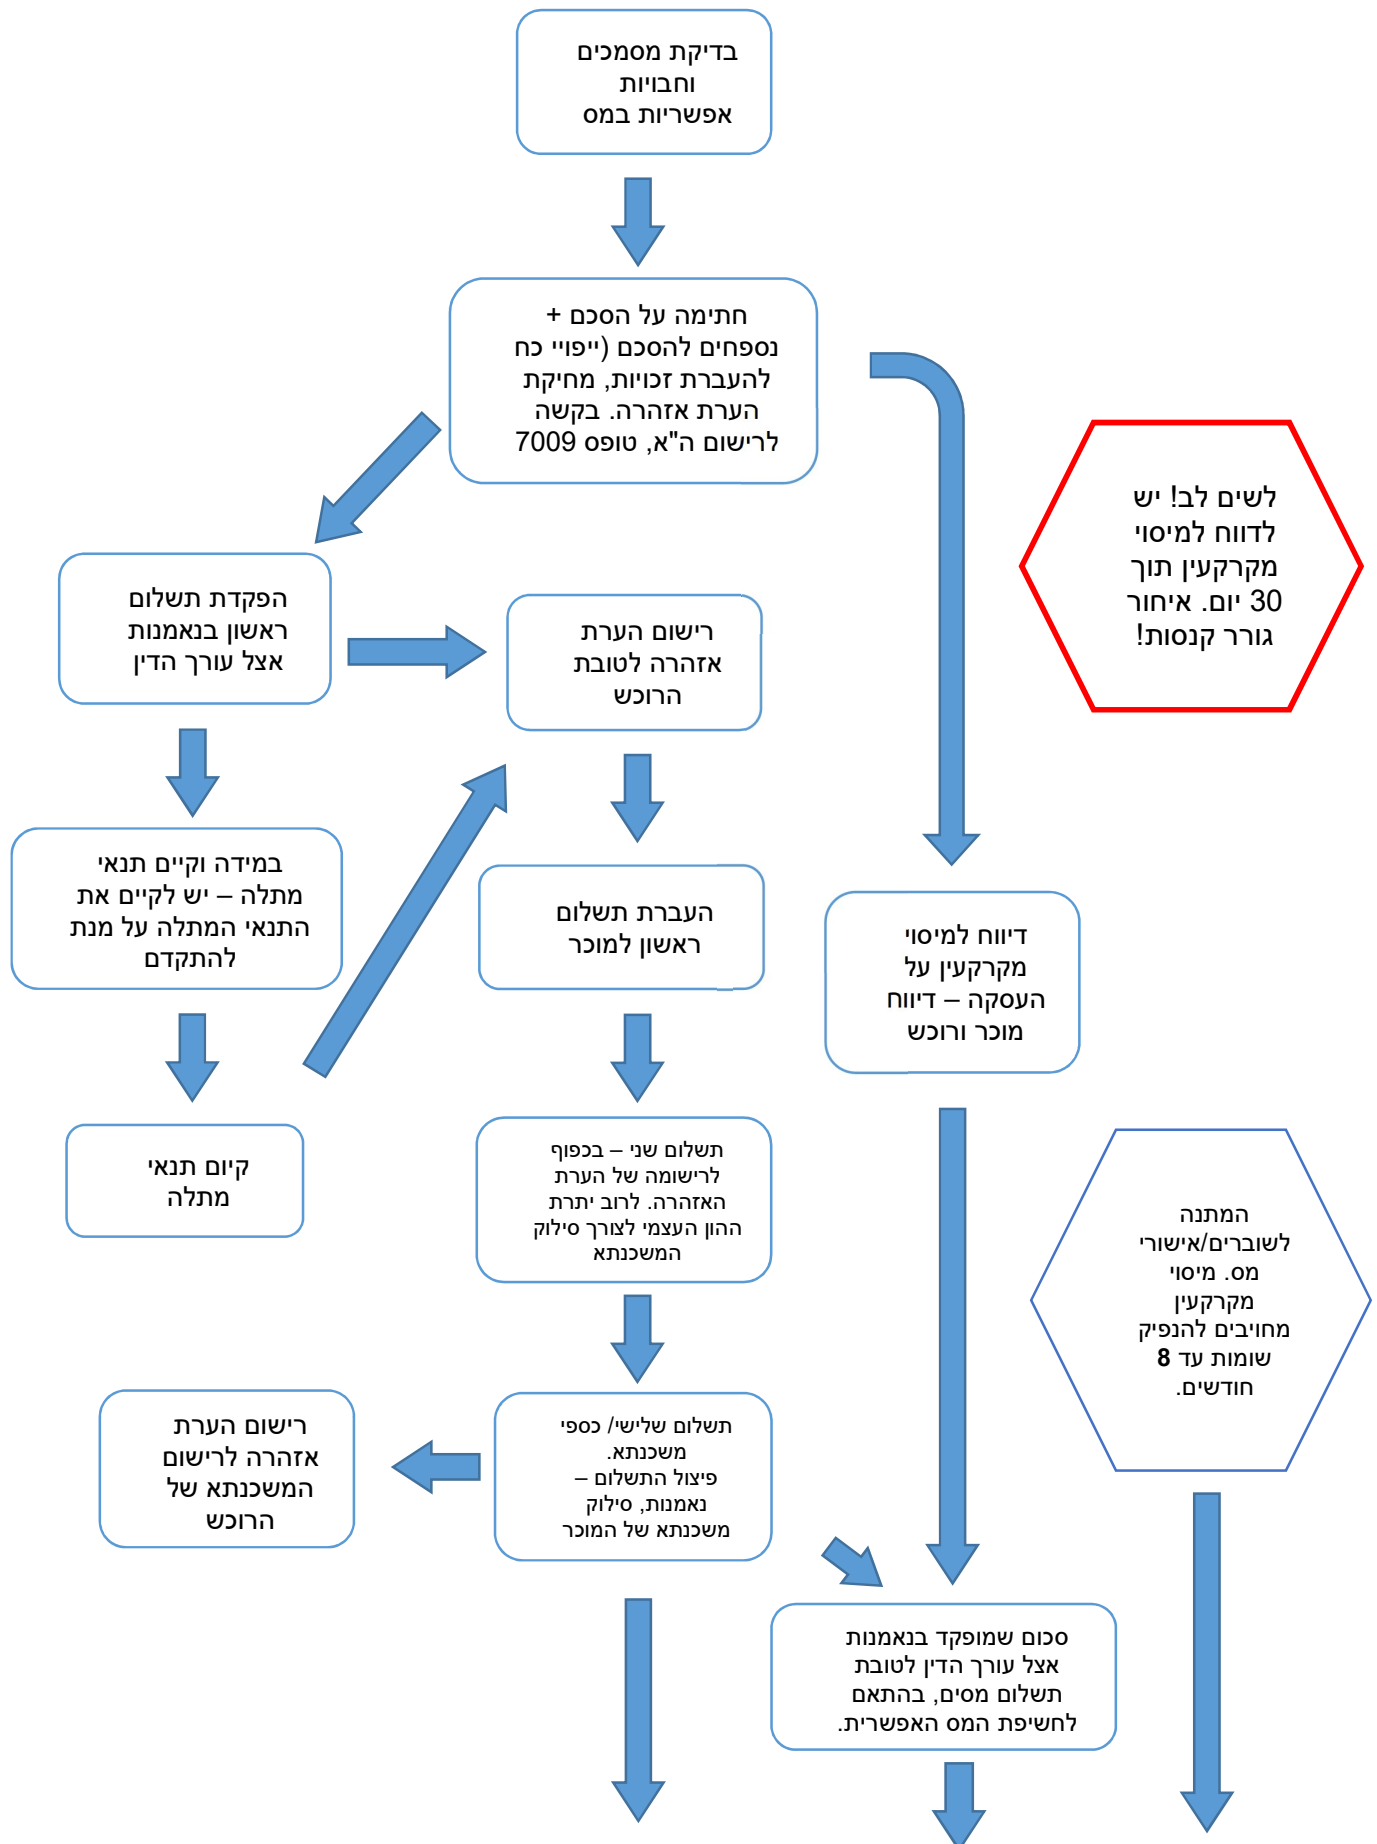 בדיקת מסמכים
וחבויות
אפשריות במס
חתימה על הסכם +
נספחים להסכם (ייפויי כח
להעברת זכויות, מחיקת
הערת אזהרה. בקשה
לרישום ה"א, טופס 7009
לשים לב! יש
לדווח למיסוי
מקרקעין תוך
30 יום. איחור
גורר קנסות!
הפקדת תשלום
ראשון בנאמנות
אצל עורך הדין
רישום הערת
אזהרה לטובת
הרוכש
במידה וקיים תנאי
מתלה – יש לקיים את
התנאי המתלה על מנת
להתקדם
העברת תשלום
ראשון למוכר
דיווח למיסוי
מקרקעין על
העסקה – דיווח
מוכר ורוכש
קיום תנאי
מתלה
תשלום שני – בכפוף
לרישומה של הערת
האזהרה. לרוב יתרת
ההון העצמי לצורך סילוק
המשכנתא
המתנה
לשוברים/אישורי
מס. מיסוי
מקרקעין
מחויבים להנפיק
שומות עד 8
חודשים.
רישום הערת
אזהרה לרישום
המשכנתא של
הרוכש
תשלום שלישי/ כספי
משכנתא.
פיצול התשלום –
נאמנות, סילוק
משכנתא של המוכר
סכום שמופקד בנאמנות
אצל עורך הדין לטובת
תשלום מסים, בהתאם
לחשיפת המס האפשרית.